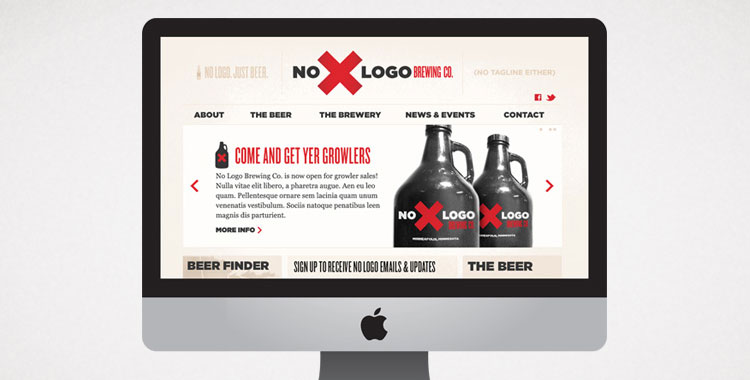 NO LOGO. JUST BEER.
NO X LOGO BREWING CO.
(NO TAGLINE EITHER)
ABOUT THE BEER THE BREWERY NEWS & EVENTS CONTACT
COME AND GET YER GROWLERS
No Logo Brewing Co. is now open for growler sales!
Nulla vitae elit libero, a pharetra augue. Aen eu leo
quam. Pellentesque ornare sem lacinia quam usum
venenatis vestibulum. Sociis natoque penatibus leen
magnis dis parturient.
MORE INFO
NO X LOGO
BREWING CO.
MINNEAPOLIS, MINNESOTA
X LOGO
BREWING CO.
BEER FINDER
SIGN UP TO RECEIVE NO LOGO EMAILS & UPDATES
THE BEER